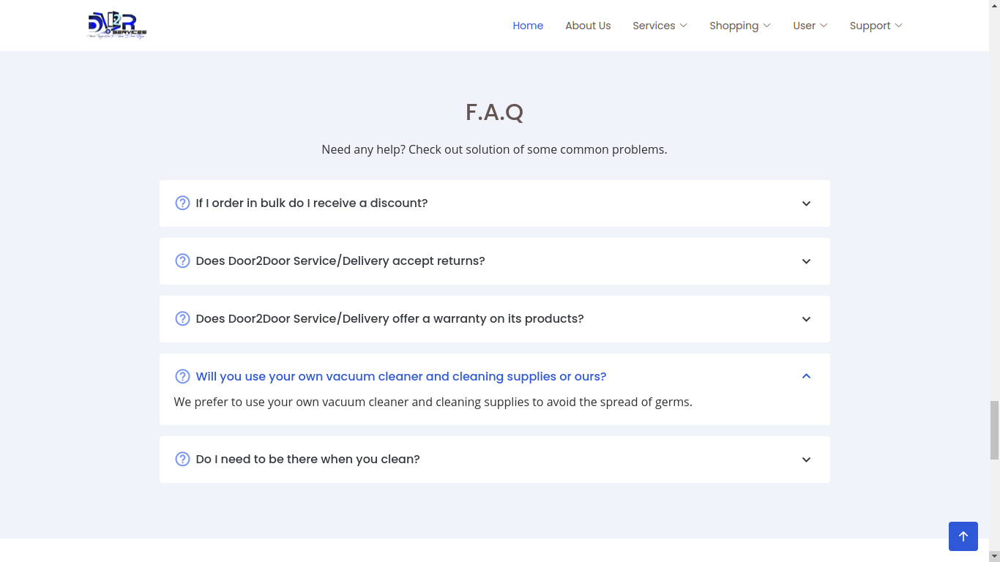 SERVICES
Home
About Us
Services
Shopping
User
Support
F.A.Q
Need any help? Check out solution of some common problems.
If I order in bulk do I receive a discount?
Does Door2Door Service/Delivery accept returns?
Does Door2Door Service/Delivery offer a warranty on its products?
Will you use your own vacuum cleaner and cleaning supplies or ours?
We prefer to use your own vacuum cleaner and cleaning supplies to avoid the spread of germs.
Do I need to be there when you clean?